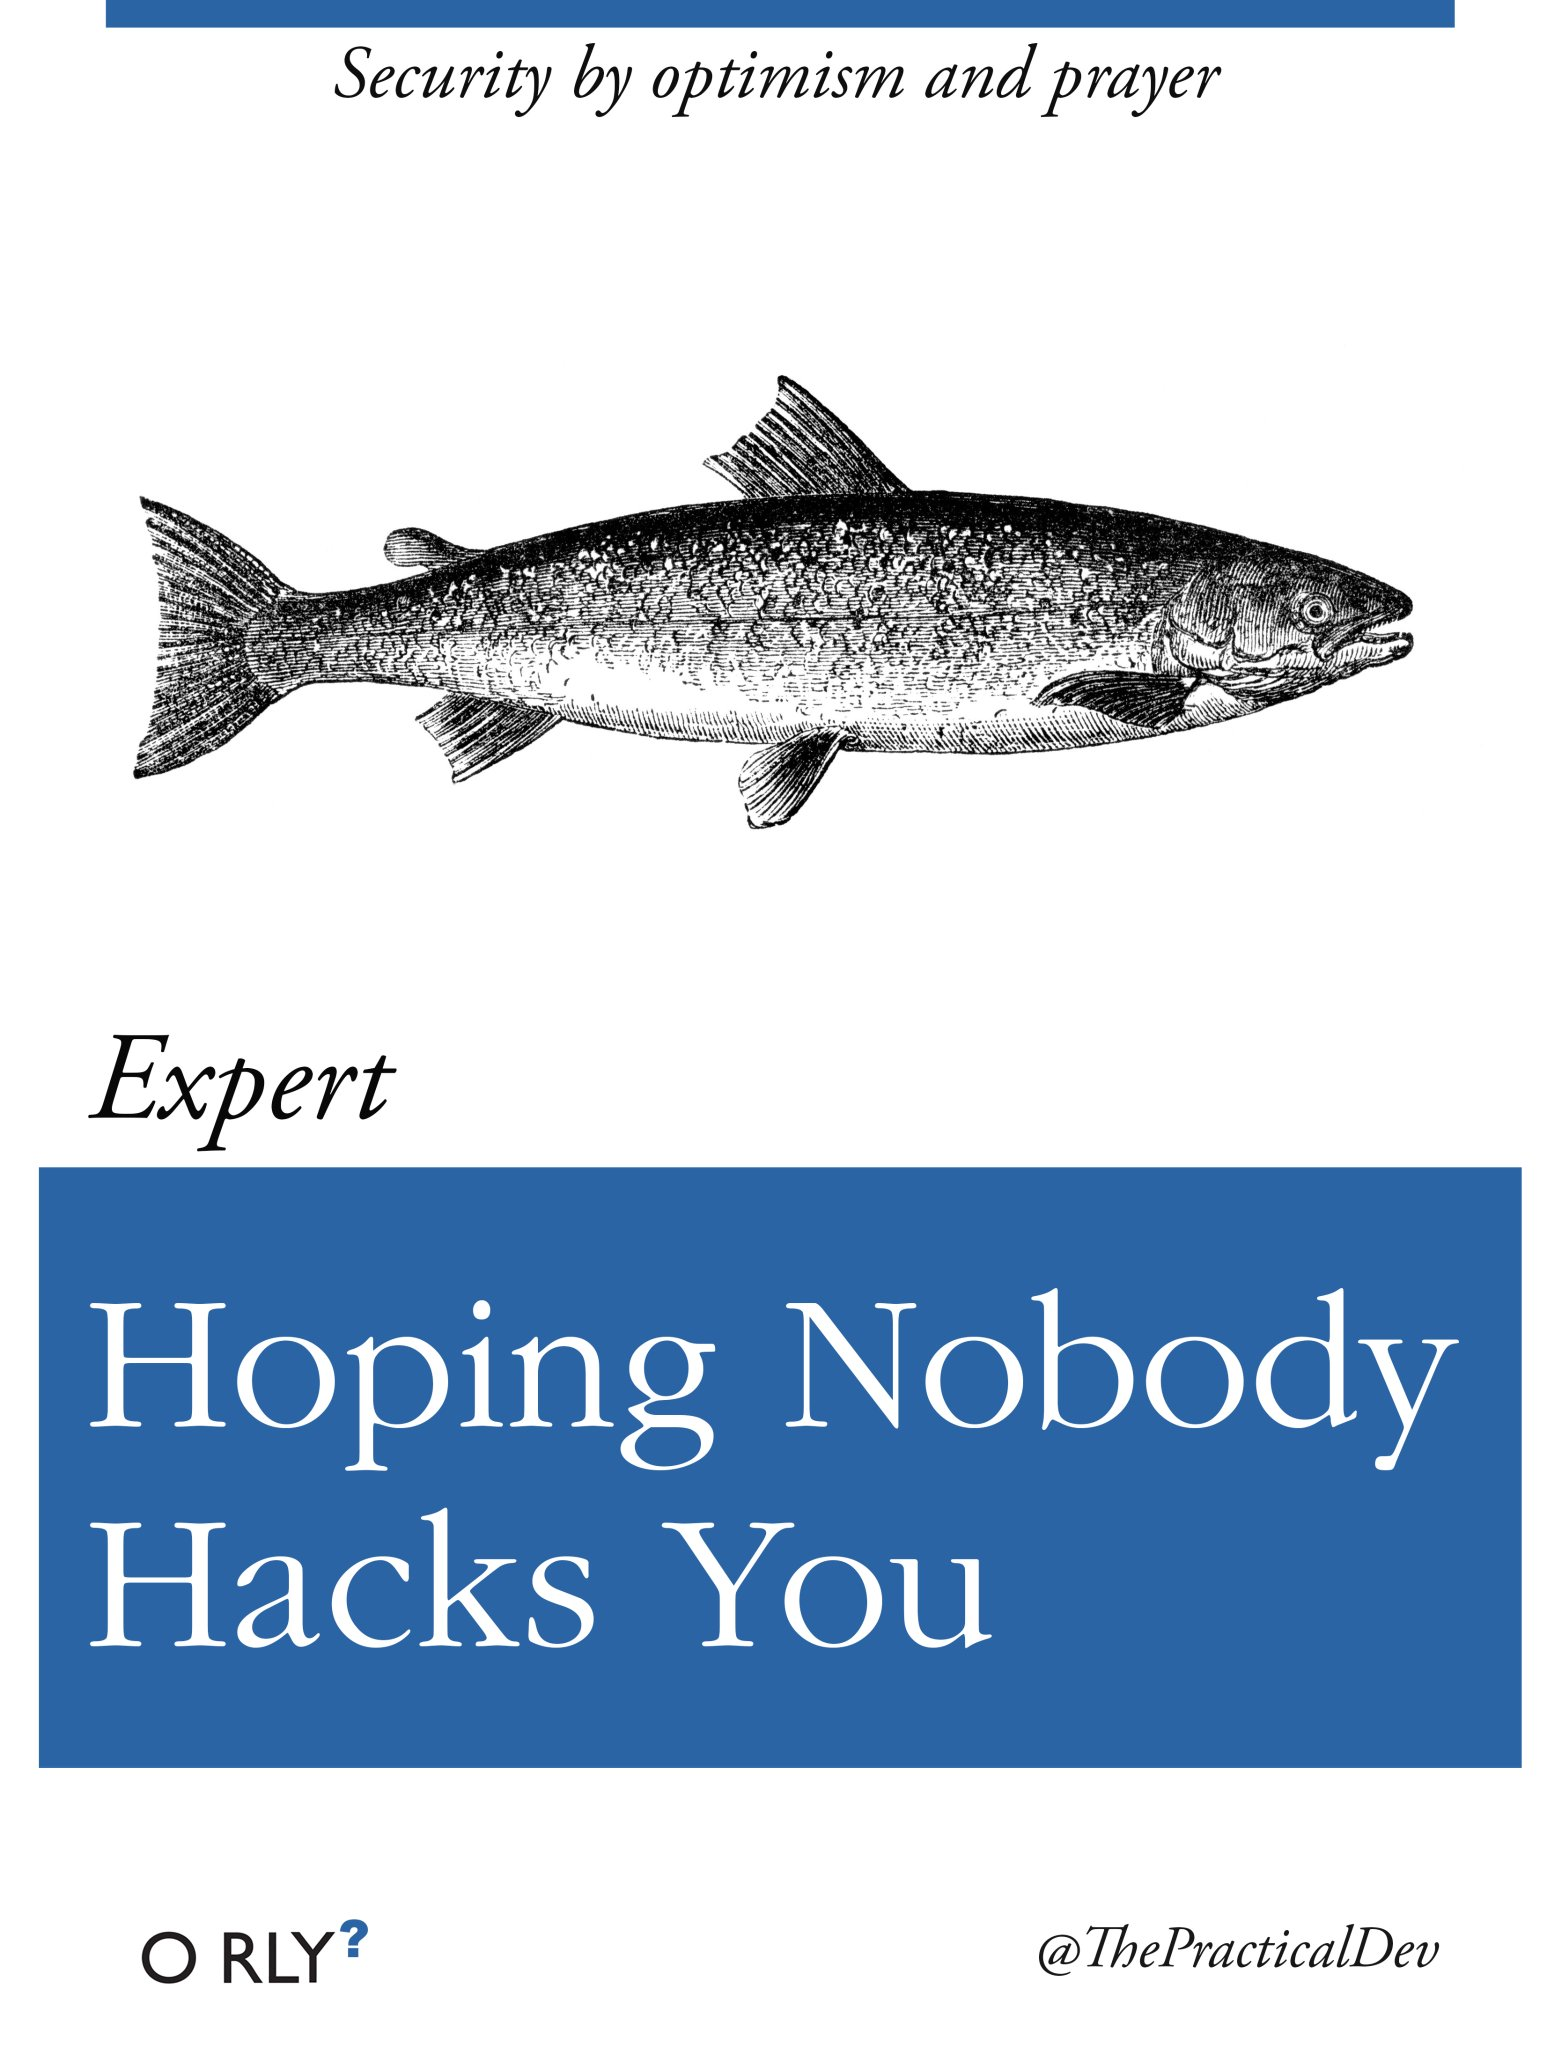 Security by optimism and prayer
Expert
Hoping Nobody
Hacks You
O RLY?
@ThePracticalDev